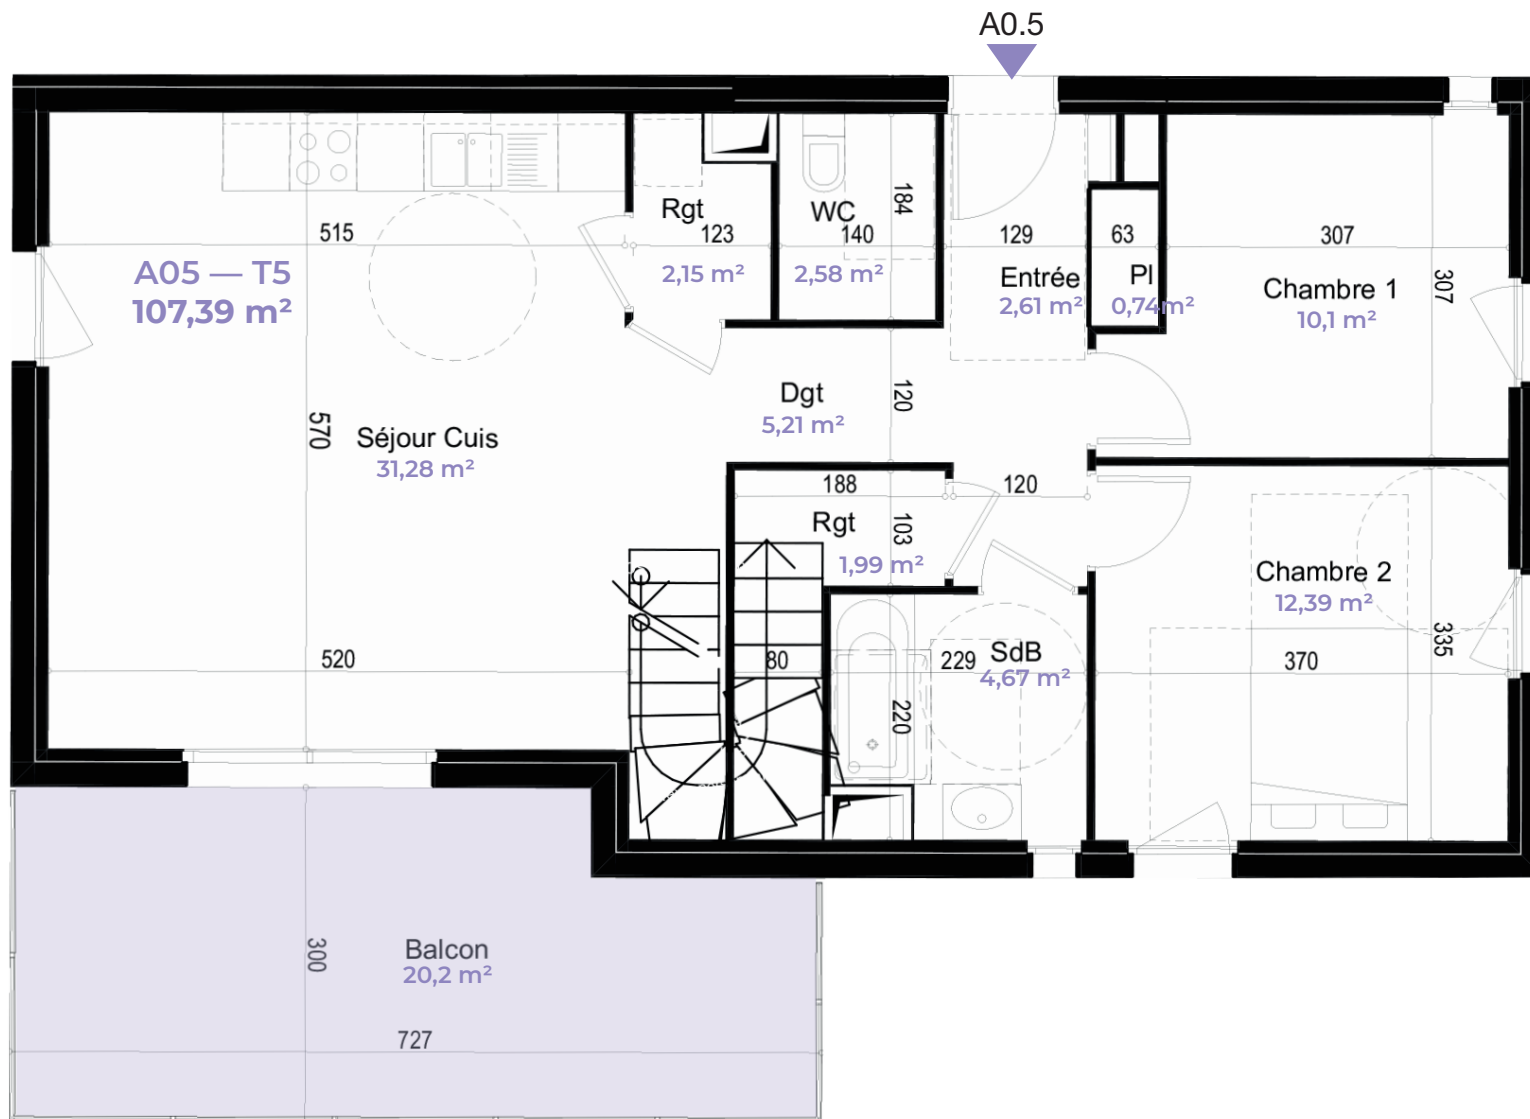 A0.5
Rgt
WC
184
515
123
140
129
63
307
A05 — T5
107,39 m²
2,15 m²
2,58 m²
Entrée
2,61 m²
Pl
0,74 m²
Chambre 1
10,1 m²
307
Dgt
5,21 m²
120
570
Séjour Cuis
31,28 m²
188
120
Rgt
103
1,99 m²
Chambre 2
12,39 m²
520
80
229
SdB
4,67 m²
370
335
220
Balcon
20,2 m²
300
727